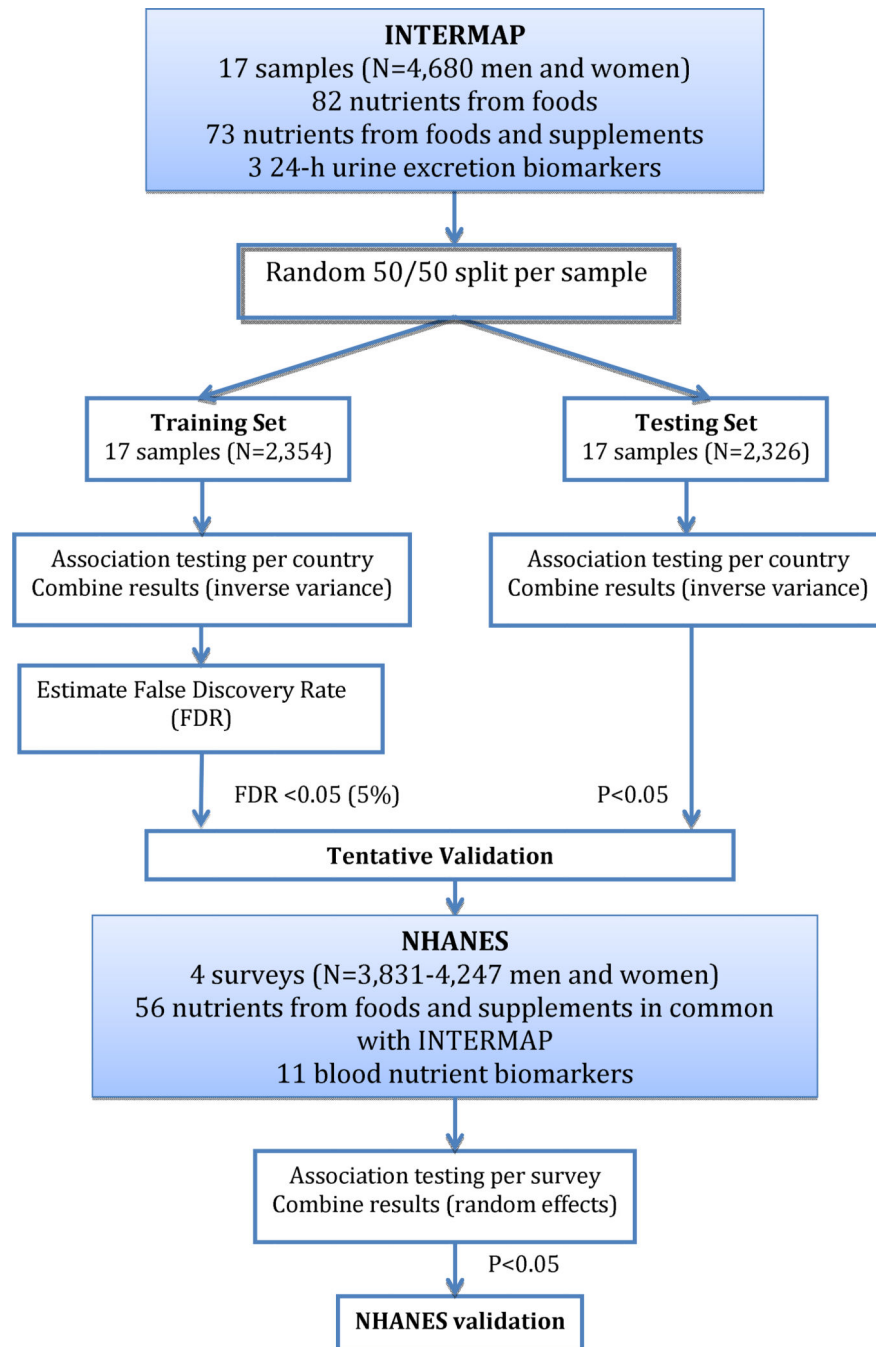 INTERMAP
17 samples (N=4,680 men and women)
82 nutrients from foods
73 nutrients from foods and supplements
3 24-h urine excretion biomarkers
Random 50/50 split per sample
Training Set
17 samples (N=2,354)
Testing Set
17 samples (N=2,326)
Association testing per country
Combine results (inverse variance)
Association testing per country
Combine results (inverse variance)
Estimate False Discovery Rate
(FDR)
FDR <0.05 (5%)
P<0.05
Tentative Validation
NHANES
4 surveys (N=3,831-4,247 men and women)
56 nutrients from foods and supplements in common
with INTERMAP
11 blood nutrient biomarkers
Association testing per survey
Combine results (random effects)
P<0.05
NHANES validation